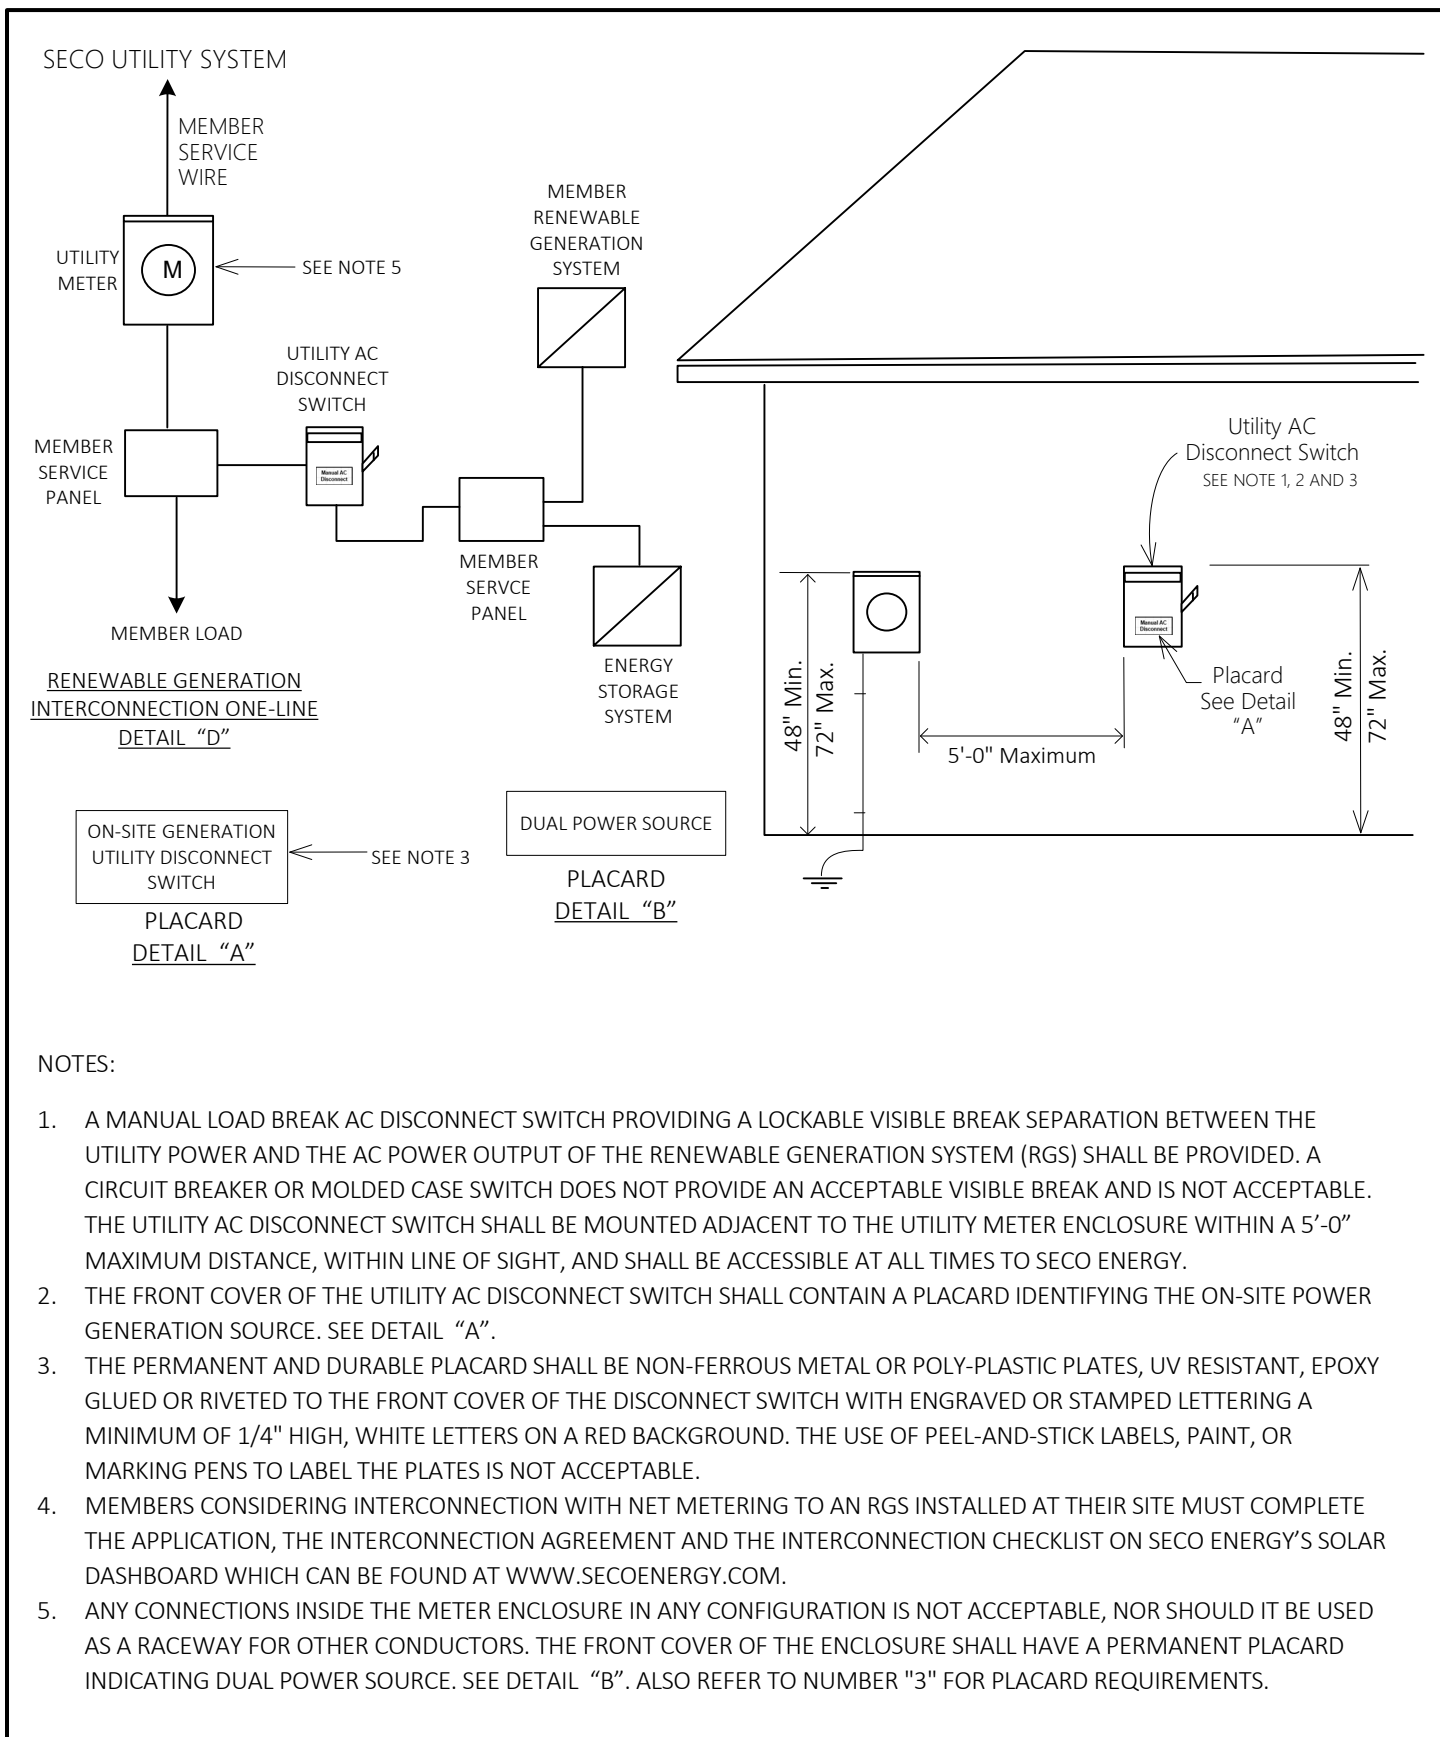 SECO UTILITY SYSTEM
MEMBER
SERVICE
WIRE
UTILITY
METER
M
SEE NOTE 5
MEMBER
RENEWABLE
GENERATION
SYSTEM
UTILITY AC
DISCONNECT
SWITCH
MEMBER
SERVICE
PANEL
Manual AC
Disconnect
MEMBER
SERVCE
PANEL
MEMBER LOAD
ENERGY
STORAGE
SYSTEM
RENEWABLE GENERATION
INTERCONNECTION ONE-LINE
DETAIL "D"
Utility AC
Disconnect Switch
SEE NOTE 1, 2 AND 3
Manual AC
Disconnect
48" Min.
72" Max.
5'-0" Maximum
Placard
See Detail
"A"
48" Min.
72" Max.
ON-SITE GENERATION
UTILITY DISCONNECT
SWITCH
SEE NOTE 3
PLACARD
DETAIL "A"
DUAL POWER SOURCE
PLACARD
DETAIL "B"
NOTES:
1. A MANUAL LOAD BREAK AC DISCONNECT SWITCH PROVIDING A LOCKABLE VISIBLE BREAK SEPARATION BETWEEN THE
UTILITY POWER AND THE AC POWER OUTPUT OF THE RENEWABLE GENERATION SYSTEM (RGS) SHALL BE PROVIDED. A
CIRCUIT BREAKER OR MOLDED CASE SWITCH DOES NOT PROVIDE AN ACCEPTABLE VISIBLE BREAK AND IS NOT ACCEPTABLE.
THE UTILITY AC DISCONNECT SWITCH SHALL BE MOUNTED ADJACENT TO THE UTILITY METER ENCLOSURE WITHIN A 5'-0"
MAXIMUM DISTANCE, WITHIN LINE OF SIGHT, AND SHALL BE ACCESSIBLE AT ALL TIMES TO SECO ENERGY.
2. THE FRONT COVER OF THE UTILITY AC DISCONNECT SWITCH SHALL CONTAIN A PLACARD IDENTIFYING THE ON-SITE POWER
GENERATION SOURCE. SEE DETAIL "A".
3. THE PERMANENT AND DURABLE PLACARD SHALL BE NON-FERROUS METAL OR POLY-PLASTIC PLATES, UV RESISTANT, EPOXY
GLUED OR RIVETED TO THE FRONT COVER OF THE DISCONNECT SWITCH WITH ENGRAVED OR STAMPED LETTERING A
MINIMUM OF 1/4" HIGH, WHITE LETTERS ON A RED BACKGROUND. THE USE OF PEEL-AND-STICK LABELS, PAINT, OR
MARKING PENS TO LABEL THE PLATES IS NOT ACCEPTABLE.
4. MEMBERS CONSIDERING INTERCONNECTION WITH NET METERING TO AN RGS INSTALLED AT THEIR SITE MUST COMPLETE
THE APPLICATION, THE INTERCONNECTION AGREEMENT AND THE INTERCONNECTION CHECKLIST ON SECO ENERGY'S SOLAR
DASHBOARD WHICH CAN BE FOUND AT WWW.SECOENERGY.COM.
5. ANY CONNECTIONS INSIDE THE METER ENCLOSURE IN ANY CONFIGURATION IS NOT ACCEPTABLE, NOR SHOULD IT BE USED
AS A RACEWAY FOR OTHER CONDUCTORS. THE FRONT COVER OF THE ENCLOSURE SHALL HAVE A PERMANENT PLACARD
INDICATING DUAL POWER SOURCE. SEE DETAIL "B". ALSO REFER TO NUMBER "3" FOR PLACARD REQUIREMENTS.